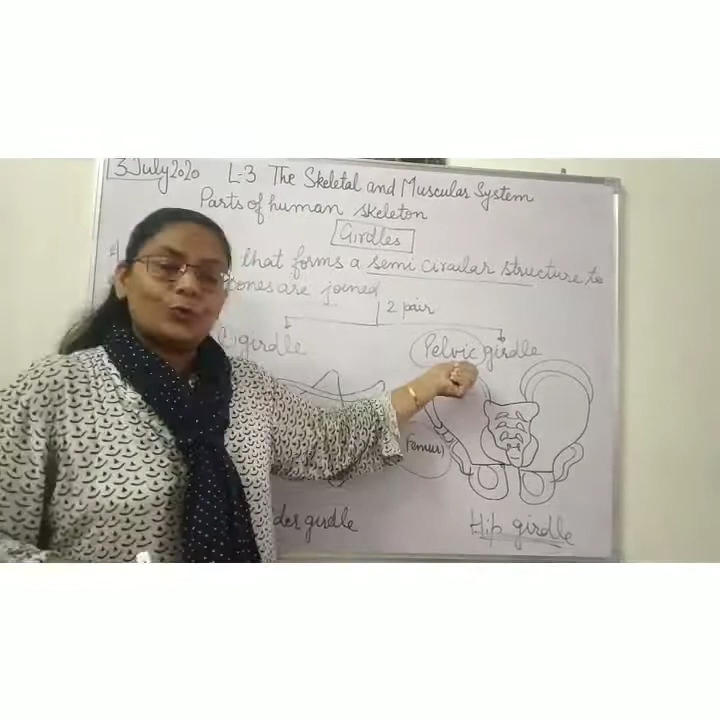 3 July 2020
L-3 The Skeletal and Muscular System
Parts of human skeleton
Girdles
that forms a semi circular structure to
bones are joined
2 pair
girdle
Pelvic girdle
Femur
girdle
Hip girdle